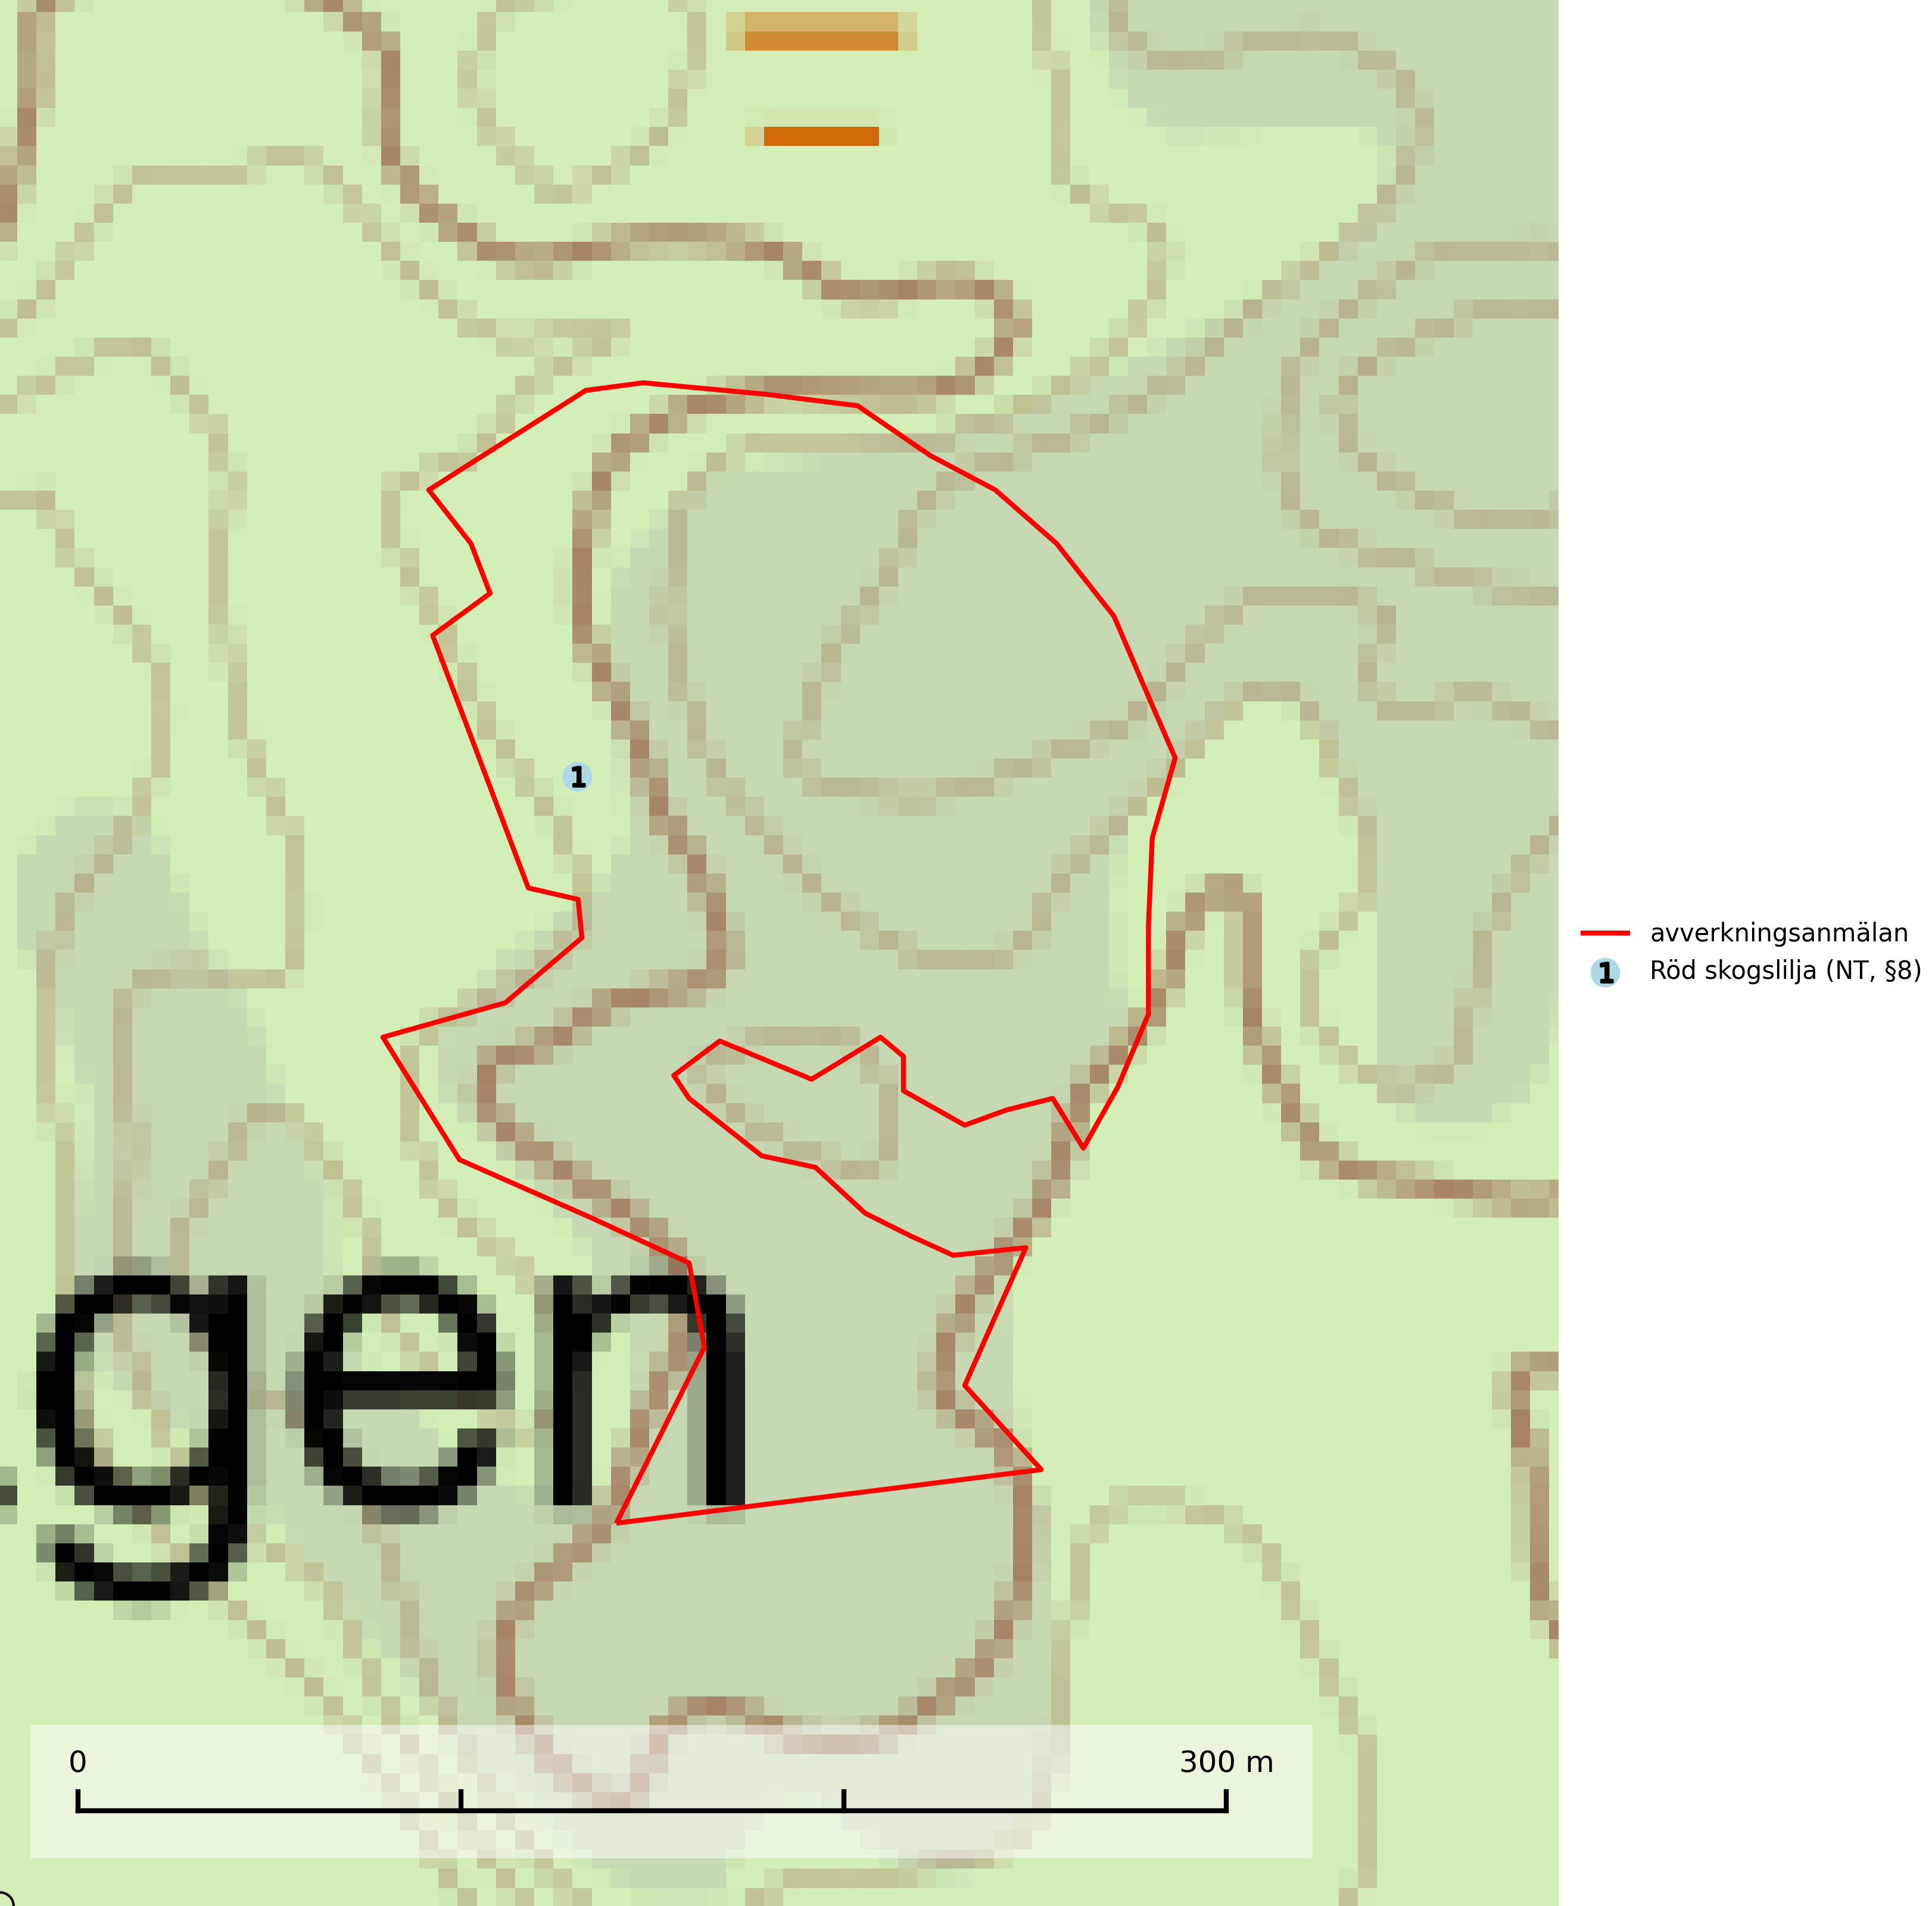 1
avverkningsanmälan
1 Röd skogslilja (NT, §8)
gen
0 300 m